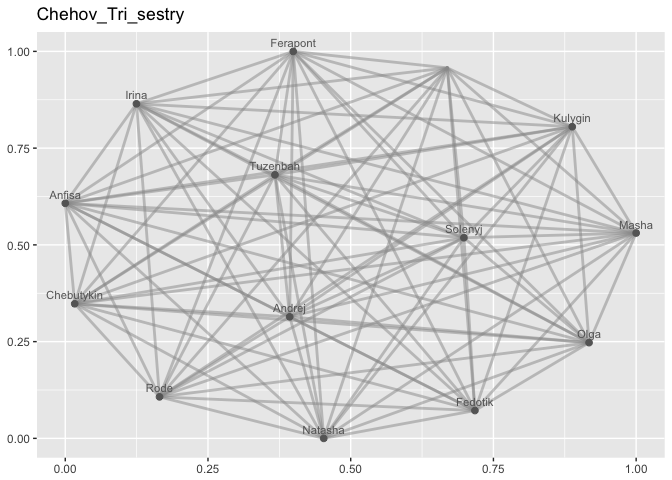 Chehov_Tri_sestry
1.00
Ferapont
Irina
Kulygin
0.75
Tuzenbah
Anfisa
Solenyj
Masha
0.50
Chebutykin
Andrej
Olga
0.25
Rode
Fedotik
Natasha
0.00
0.00
0.25
0.50
0.75
1.00